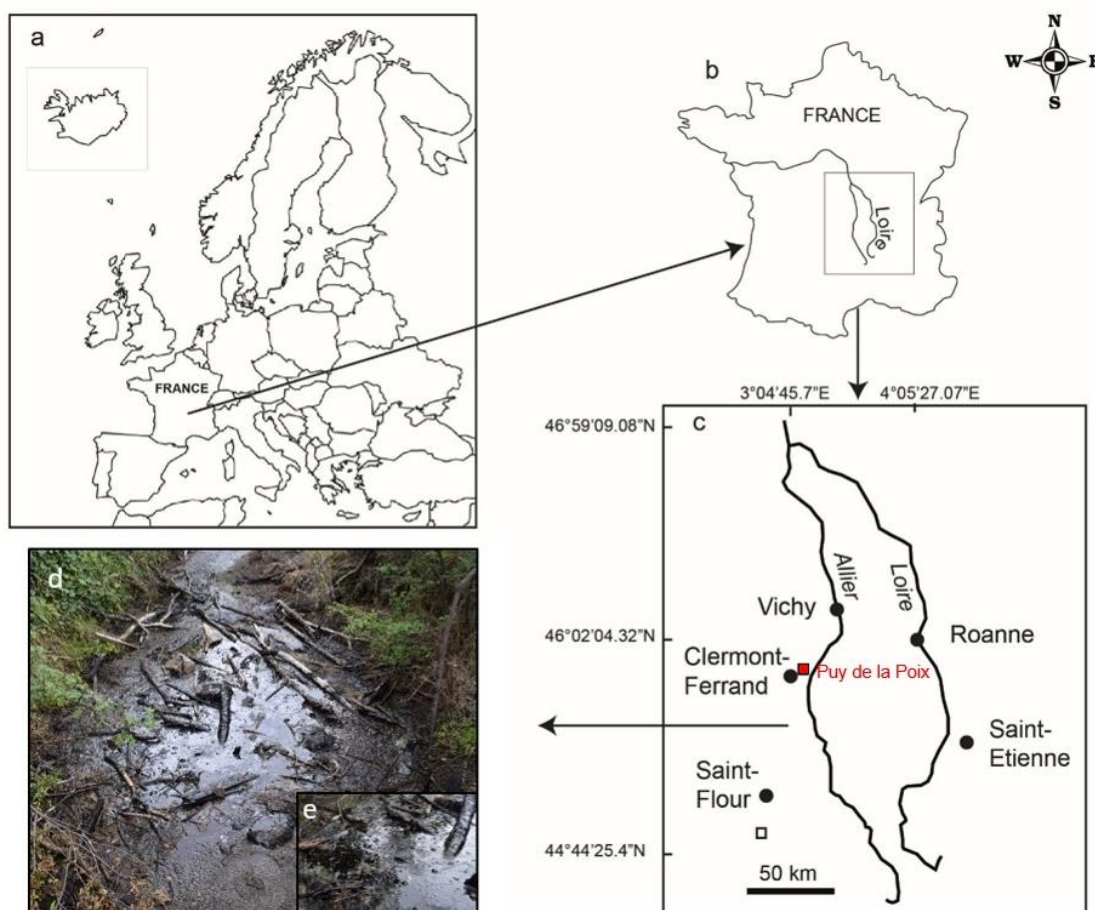 a
FRANCE
b
FRANCE
Loire
N
W E
S
3°04'45.7"E 4°05'27.07"E
46°59'09.08"N
46°02'04.32"N
44°44'25.4"N
c
Allier
Loire
Vichy
Roanne
Clermont-
Ferrand
Puy de la Poix
Saint-
Etienne
Saint-
Flour
50 km
d
e